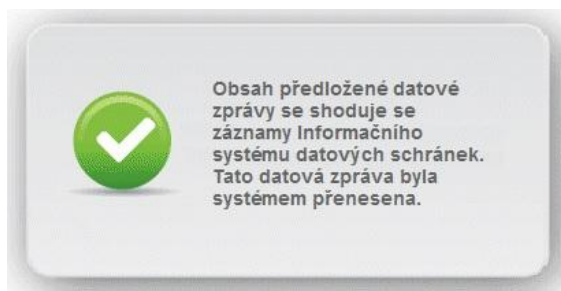 Obsah předložené datové
zprávy se shoduje se
záznamy Informačního
systému datových schránek.
Tato datová zpráva byla
systémem přenesena.